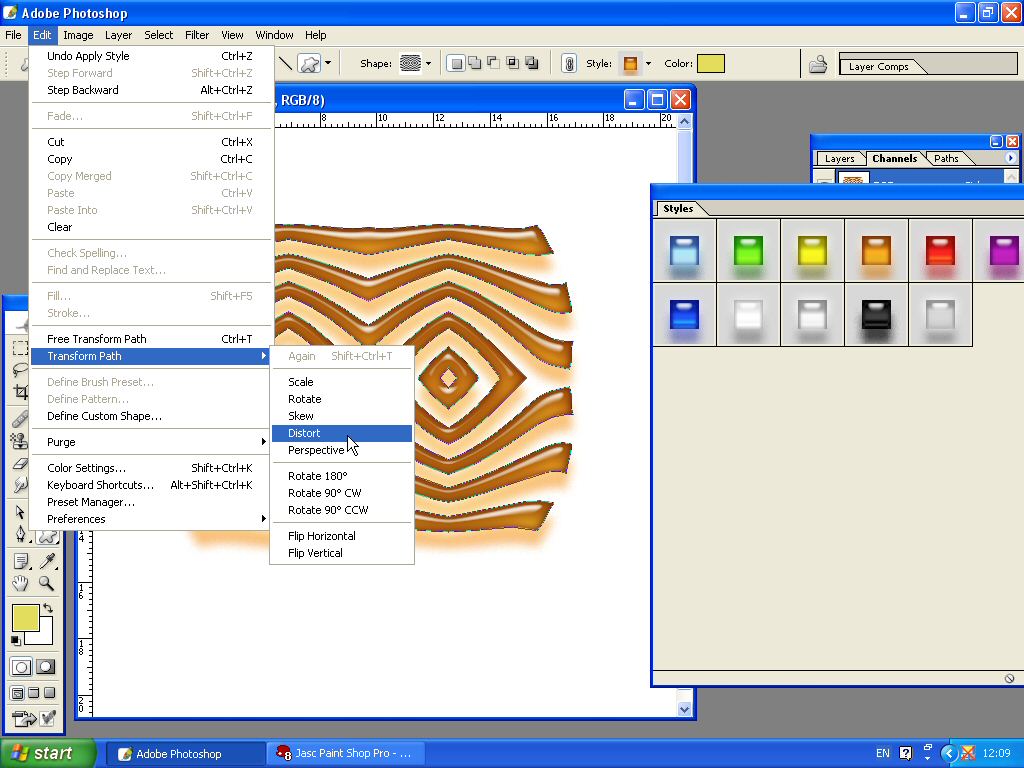 Adobe Photoshop
File Edit Image Layer Select Filter View Window Help
Shape: Style: Color: Layer Comps
, RGB/8)
8 10 12 14 16 18 20
Undo Apply Style Ctrl+Z
Step Forward Shift+Ctrl+Z
Step Backward Alt+Ctrl+Z
Fade... Shift+Ctrl+F
Cut Ctrl+X
Copy Ctrl+C
Copy Merged Shift+Ctrl+C
Paste Ctrl+V
Paste Into Shift+Ctrl+V
Clear
Check Spelling...
Find and Replace Text...
Fill... Shift+F5
Stroke...
Free Transform Path Ctrl+T
Transform Path
Define Brush Preset...
Define Pattern...
Define Custom Shape...
Purge
Color Settings... Shift+Ctrl+K
Keyboard Shortcuts... Alt+Shift+Ctrl+K
Preset Manager...
Preferences
Again Shift+Ctrl+T
Scale
Rotate
Skew
Distort
Perspective
Rotate 180°
Rotate 90° CW
Rotate 90° CCW
Flip Horizontal
Flip Vertical
Layers Channels Paths
Styles
4
16
18
20
start Adobe Photoshop Jasc Paint Shop Pro - ... EN 12:09